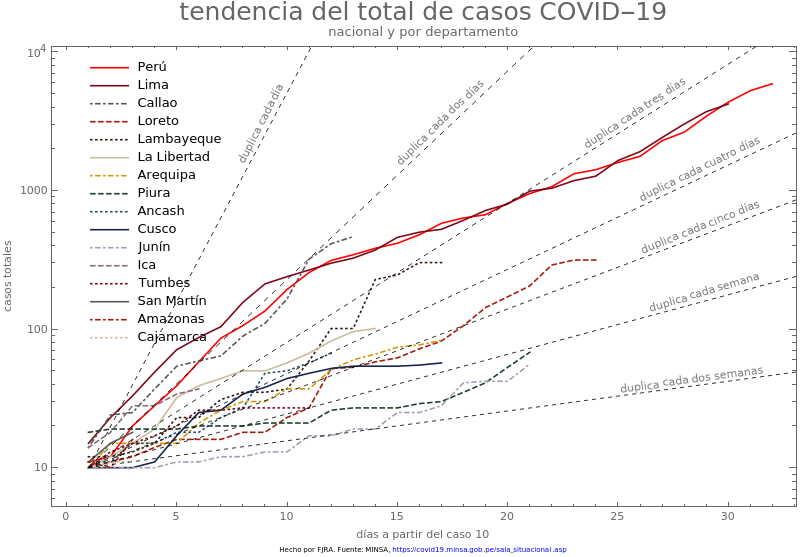 tendencia del total de casos COVID–19
nacional y por departamento
10^4
1000
100
10
casos totales
Perú
Lima
Callao
Loreto
Lambayeque
La Libertad
Arequipa
Piura
Ancash
Cusco
Junín
Ica
Tumbes
San Martín
Amazonas
Cajamarca
duplica cada día
duplica cada dos días
duplica cada tres días
duplica cada cuatro días
duplica cada cinco días
duplica cada semana
duplica cada dos semanas
0 5 10 15 20 25 30
días a partir del caso 10
Hecho por FJRA. Fuente: MINSA, https://covid19.minsa.gob.pe/sala_situacional.asp